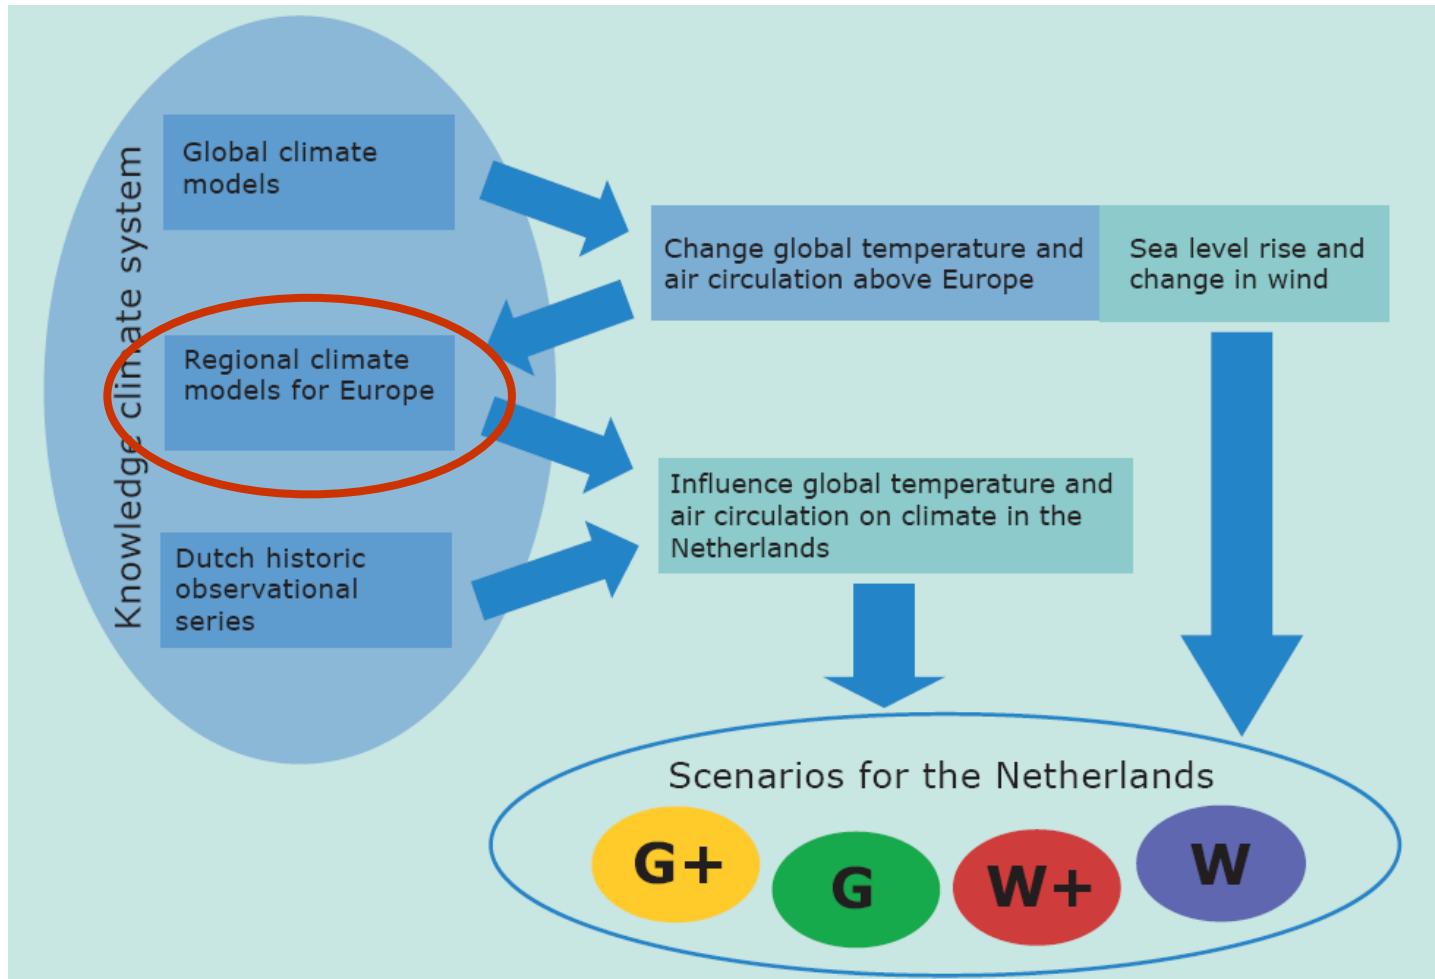 Knowledge climate system
Global climate
models
Change global temperature and
air circulation above Europe
Sea level rise and
change in wind
Regional climate
models for Europe
Influence global temperature and
air circulation on climate in the
Netherlands
Dutch historic
observational
series
Scenarios for the Netherlands
G+
G
W+
W